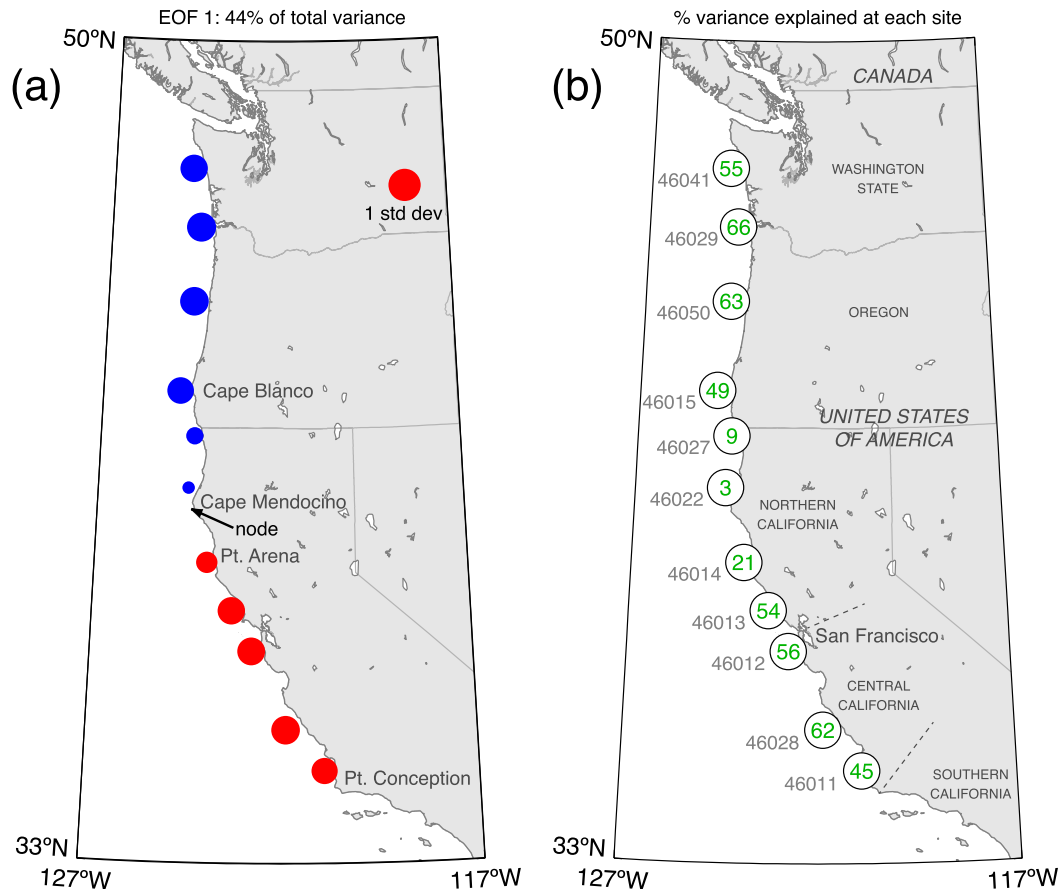 EOF 1: 44% of total variance
50ºN
(a)
1 std dev
Cape Blanco
Cape Mendocino
node
Pt. Arena
Pt. Conception
33ºN
127ºW
117ºW
% variance explained at each site
50ºN
(b)
CANADA
55
46041
WASHINGTON
STATE
66
46029
63
46050
OREGON
49
46015
UNITED STATES
OF AMERICA
9
46027
3
46022
NORTHERN
CALIFORNIA
21
46014
54
46013
San Francisco
56
46012
CENTRAL
CALIFORNIA
62
46028
45
46011
SOUTHERN
CALIFORNIA
33ºN
127ºW
117ºW